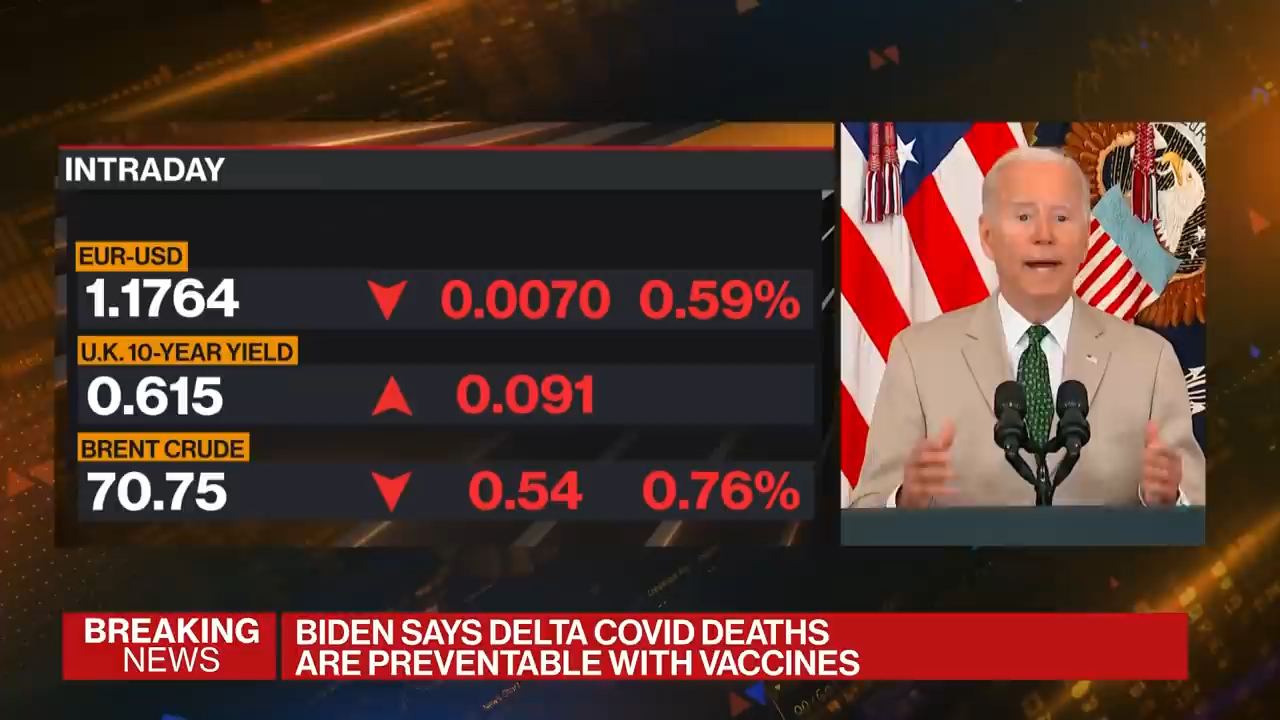 INTRADAY
EUR-USD
1.1764 ▼ 0.0070 0.59%
U.K. 10-YEAR YIELD
0.615 ▲ 0.091
BRENT CRUDE
70.75 ▼ 0.54 0.76%
BREAKING NEWS
BIDEN SAYS DELTA COVID DEATHS
ARE PREVENTABLE WITH VACCINES